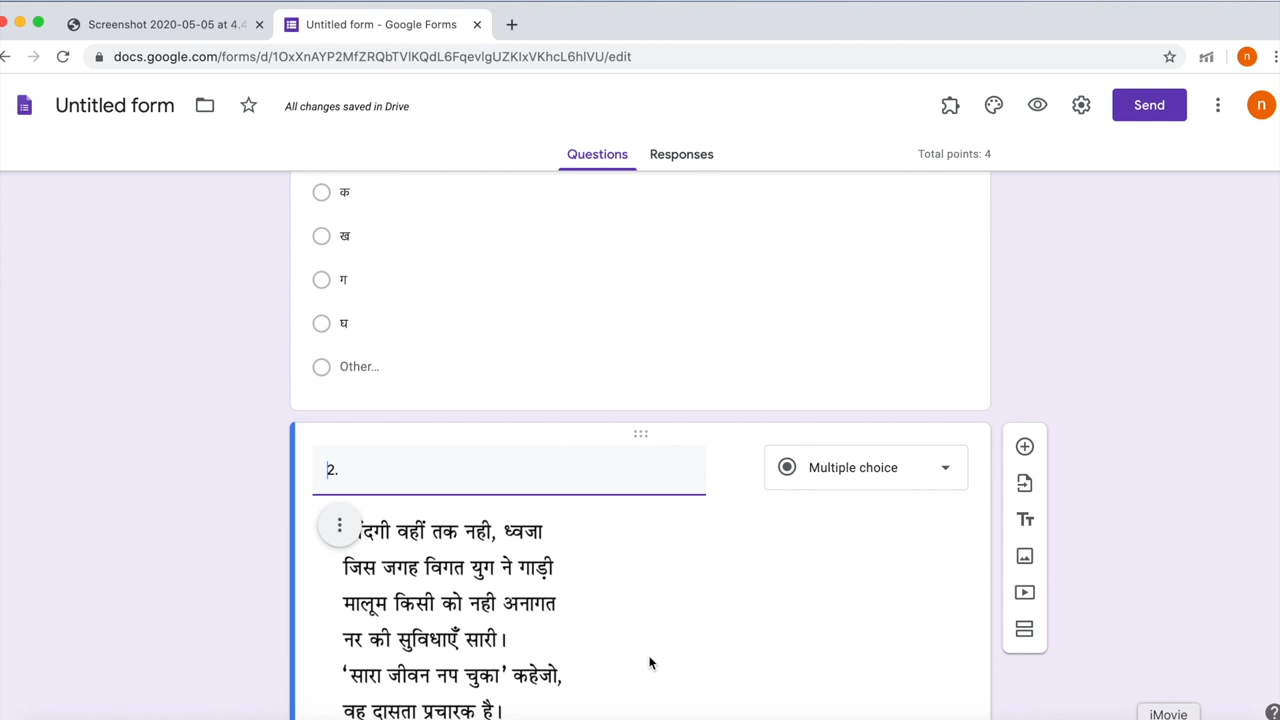 Screenshot 2020-05-05 at 4.4
Untitled form - Google Forms
docs.google.com/forms/d/1OxXnAYP2MfZRQbTVlKQdL6FqevlgUZKIxVKhcL6hlVU/edit
n
Untitled form
All changes saved in Drive
Send
n
Questions
Responses
Total points: 4
क
ख
ग
घ
Other...
2.
Multiple choice
वहीं तक नही, ध्वजा
जिस जगह विगत युग ने गाड़ी
मालूम किसी को नही अनागत
नर की सुविधाएँ सारी।
‘सारा जीवन नप चुका’ कहेजो,
वह दासता प्रचारक है।
Tт
iMovie